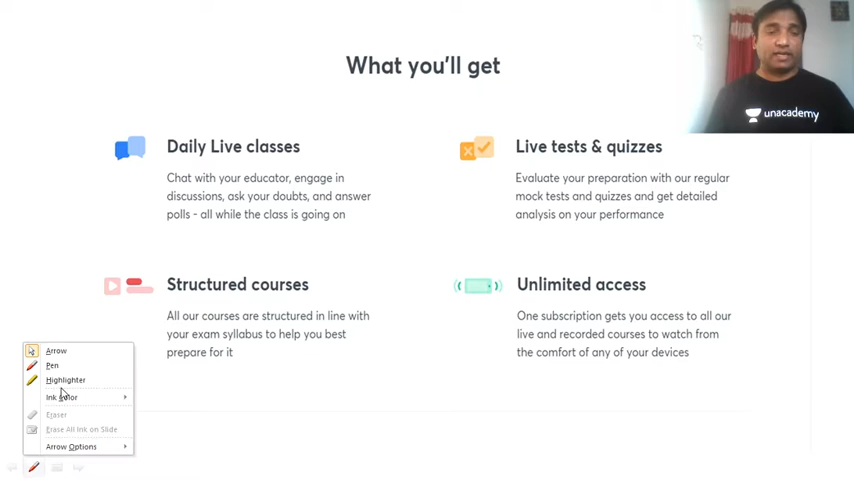 What you'll get
unacademy
Daily Live classes
Chat with your educator, engage in
discussions, ask your doubts, and answer
polls - all while the class is going on
Live tests & quizzes
Evaluate your preparation with our regular
mock tests and quizzes and get detailed
analysis on your performance
Structured courses
All our courses are structured in line with
your exam syllabus to help you best
prepare for it
Unlimited access
One subscription gets you access to all our
live and recorded courses to watch from
the comfort of any of your devices
Arrow
Pen
Highlighter
Ink Color
Eraser
Erase All Ink on Slide
Arrow Options